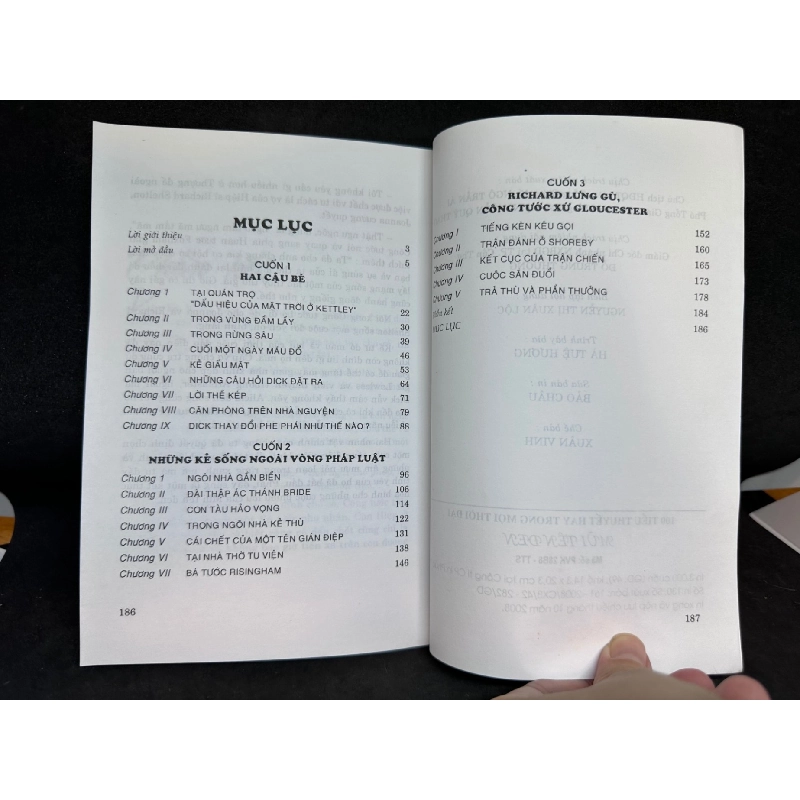 MỤC LỤC
Lời giới thiệu 3
Lời mở đầu 5
CUỐN 1
HAI CẬU BÉ
Chương 1 TẠI QUÁN TRỌ
"DẤU HIỆU CỦA MẶT TRỜI Ở KETTLEY" 22
Chương II TRONG VÙNG ĐẦM LẦY 30
Chương III TRONG RỪNG SÂU 39
Chương IV CUỐI MỘT NGÀY MÁU ĐỔ 46
Chương V KẺ GIẤU MẶT 53
Chương VI NHỮNG CÂU HỎI DICK ĐẶT RA 64
Chương VII LỜI THỀ KÉP 71
Chương VIII CĂN PHÒNG TRÊN NHÀ NGUYỆN 79
Chương IX DICK THAY ĐỔI PHE PHÁI NHƯ THẾ NÀO? 88
CUỐN 2
NHỮNG KẺ SỐNG NGOÀI VÒNG PHÁP LUẬT
Chương 1 NGÔI NHÀ GẦN BIỂN 96
Chương II ĐÀI THẬP ÁC THÁNH BRIDE 106
Chương III CON TÀU HẢO VỌNG 114
Chương IV TRONG NGÔI NHÀ KẺ THÙ 122
Chương V CÁI CHẾT CỦA MỘT TÊN GIÁN ĐIỆP 131
Chương VI TẠI NHÀ THỜ TU VIỆN 138
Chương VII BÁ TƯỚC RISINGHAM 146
186
CUỐN 3
RICHARD LƯNG GÙ,
CÔNG TƯỚC XỨ GLOUCESTER
Chương I TIẾNG KÈN KÊU GỌI 152
Chương II TRẬN ĐÁNH Ở SHOREBY 160
Chương III KẾT CỤC CỦA TRẬN CHIẾN 165
Chương IV CUỘC SĂN ĐUỔI 173
Chương V TRẢ THÙ VÀ PHẦN THƯỞNG 178
kết 184
MỤC LỤC 186
187